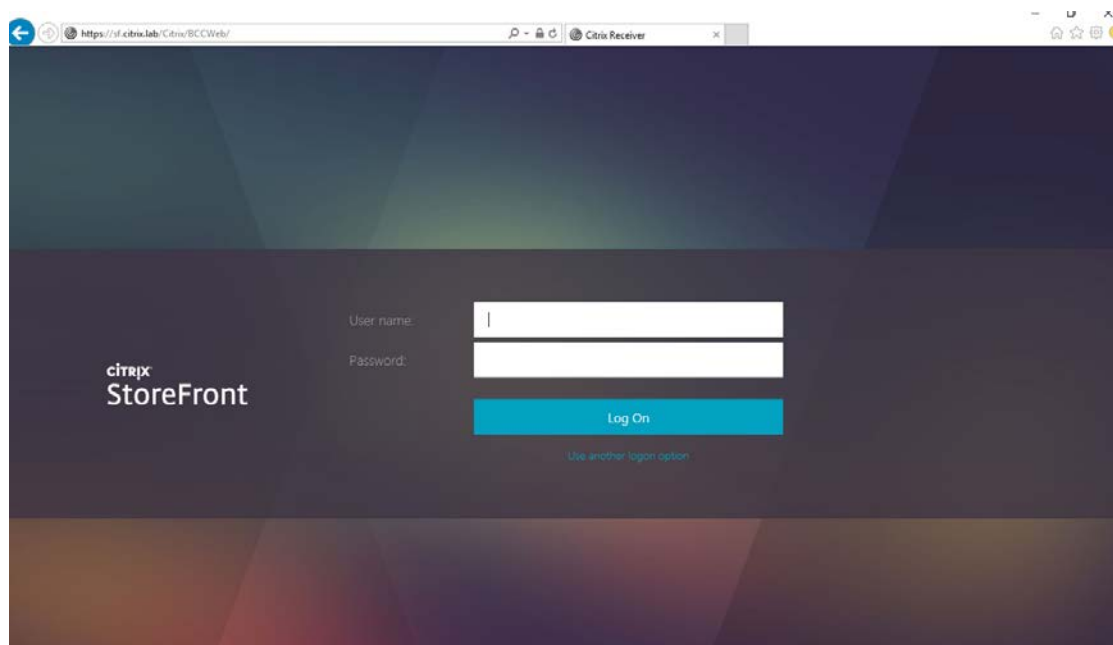 https://sf.citrix.lab/Citrix/BCCWeb/
Citrix Receiver
User name:
Password:
CITRIX
StoreFront
Log On
Use another logon option